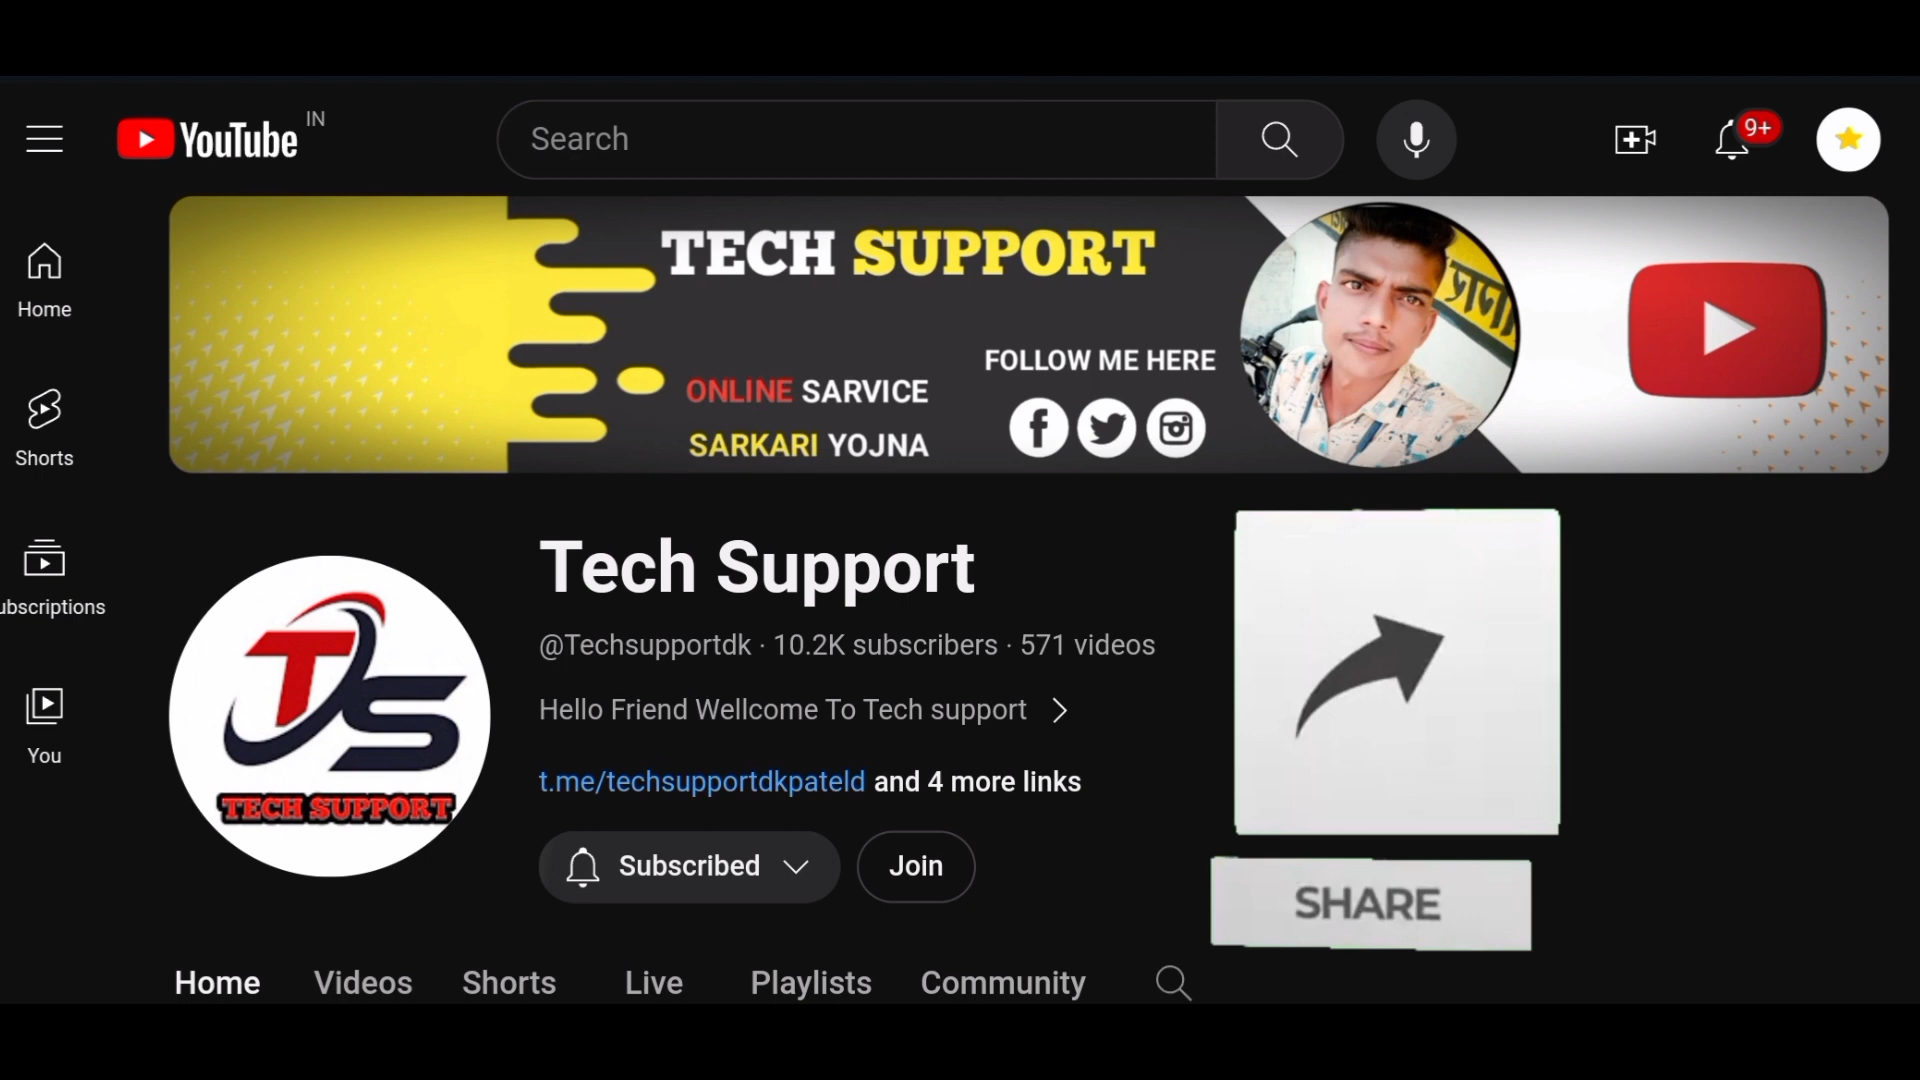 YouTube IN
Search
9+
Home
Shorts
ubscriptions
You
TECH SUPPORT
ONLINE SARVICE
SARKARI YOJNA
FOLLOW ME HERE
TS
TECH SUPPORT
Tech Support
@Techsupportdk · 10.2K subscribers · 571 videos
Hello Friend Wellcome To Tech support
t.me/techsupportdkpateld and 4 more links
Subscribed
Join
SHARE
Home Videos Shorts Live Playlists Community